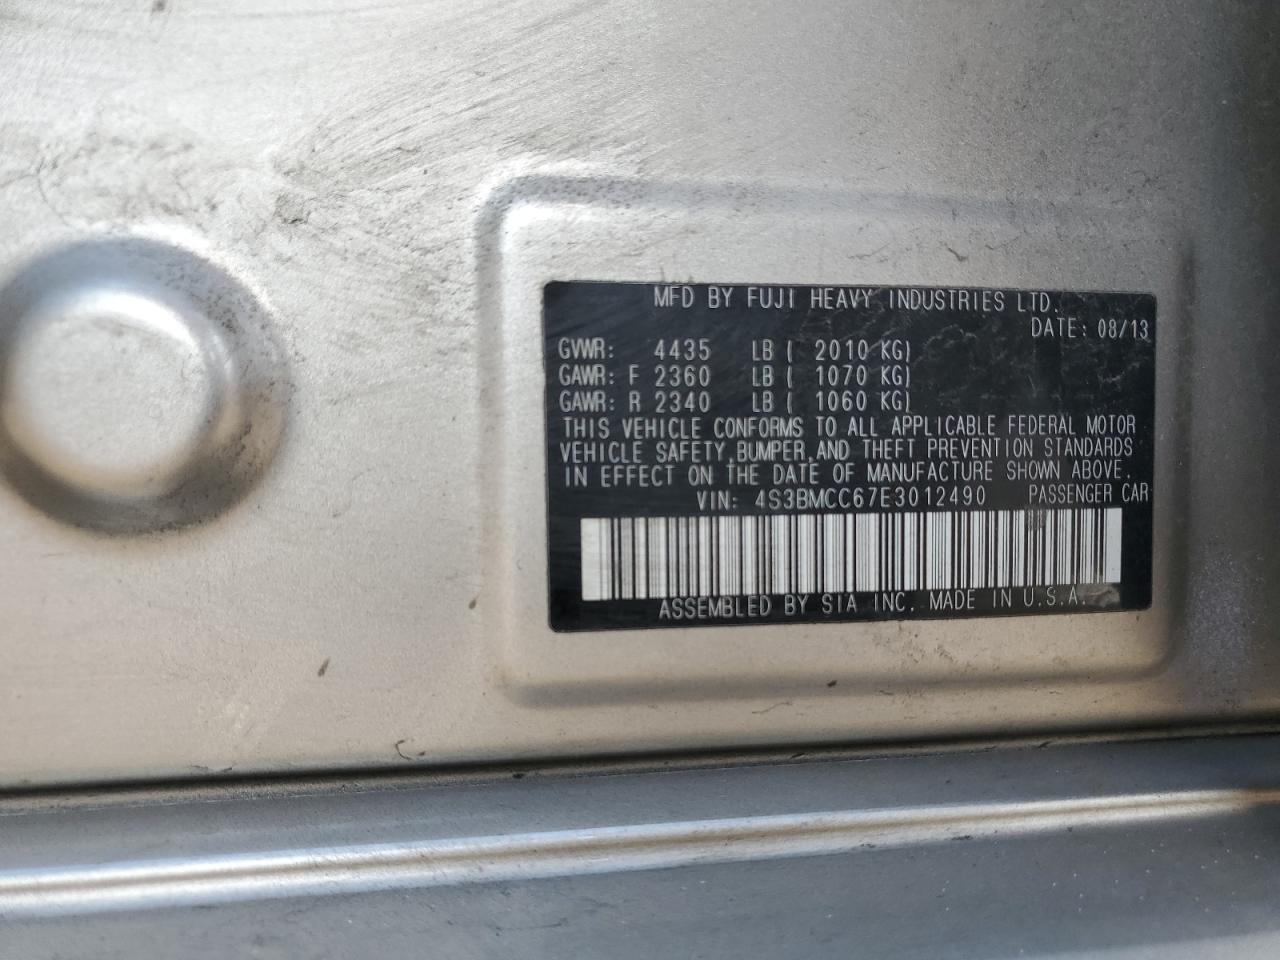 MFD BY FUJI HEAVY INDUSTRIES LTD.
DATE: 08/13
GVWR: 4435 LB ( 2010 KG)
GAWR: F 2360 LB ( 1070 KG)
GAWR: R 2340 LB ( 1060 KG)
THIS VEHICLE CONFORMS TO ALL APPLICABLE FEDERAL MOTOR
VEHICLE SAFETY, BUMPER, AND THEFT PREVENTION STANDARDS
IN EFFECT ON THE DATE OF MANUFACTURE SHOWN ABOVE.
VIN: 4S3BMCC67E3012490 PASSENGER CAR
ASSEMBLED BY SIA INC. MADE IN U.S.A.